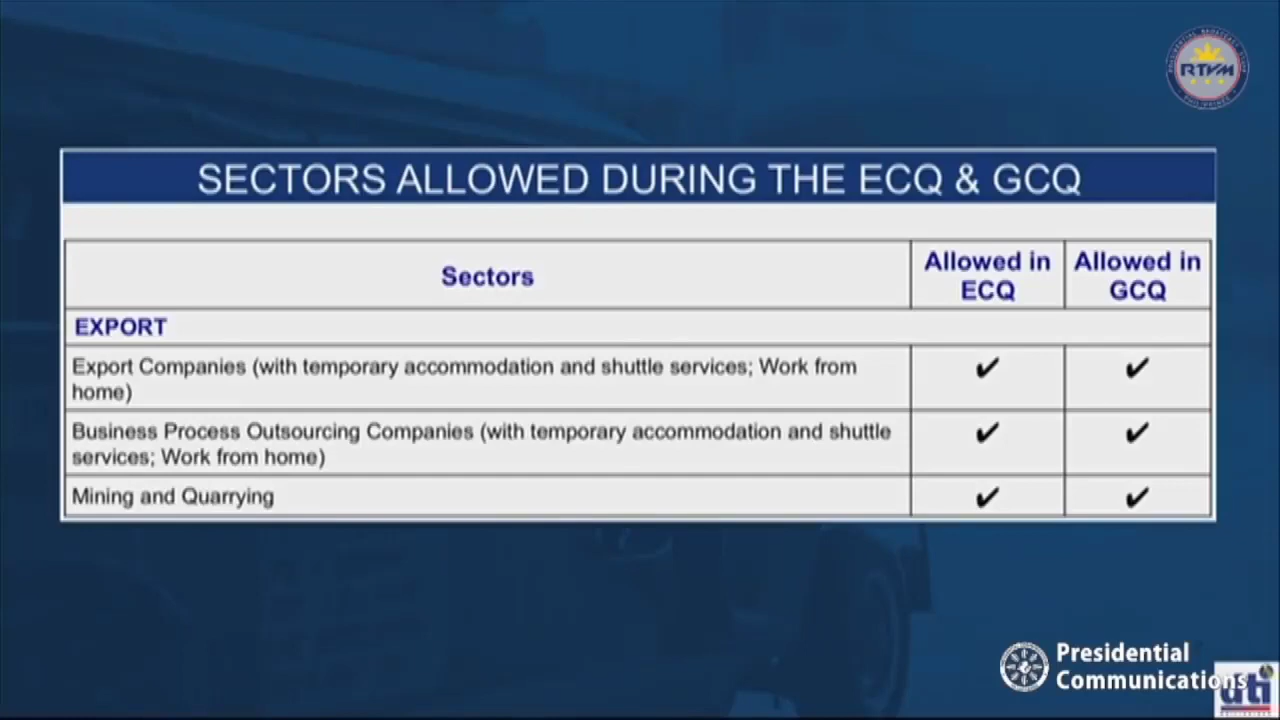 RTVM
SECTORS ALLOWED DURING THE ECQ & GCQ
Sectors
Allowed in
ECQ
Allowed in
GCQ
EXPORT
Export Companies (with temporary accommodation and shuttle services; Work from
home)
✔ ✔
Business Process Outsourcing Companies (with temporary accommodation and shuttle
services; Work from home)
✔ ✔
Mining and Quarrying ✔ ✔
Presidential
Communications
dti